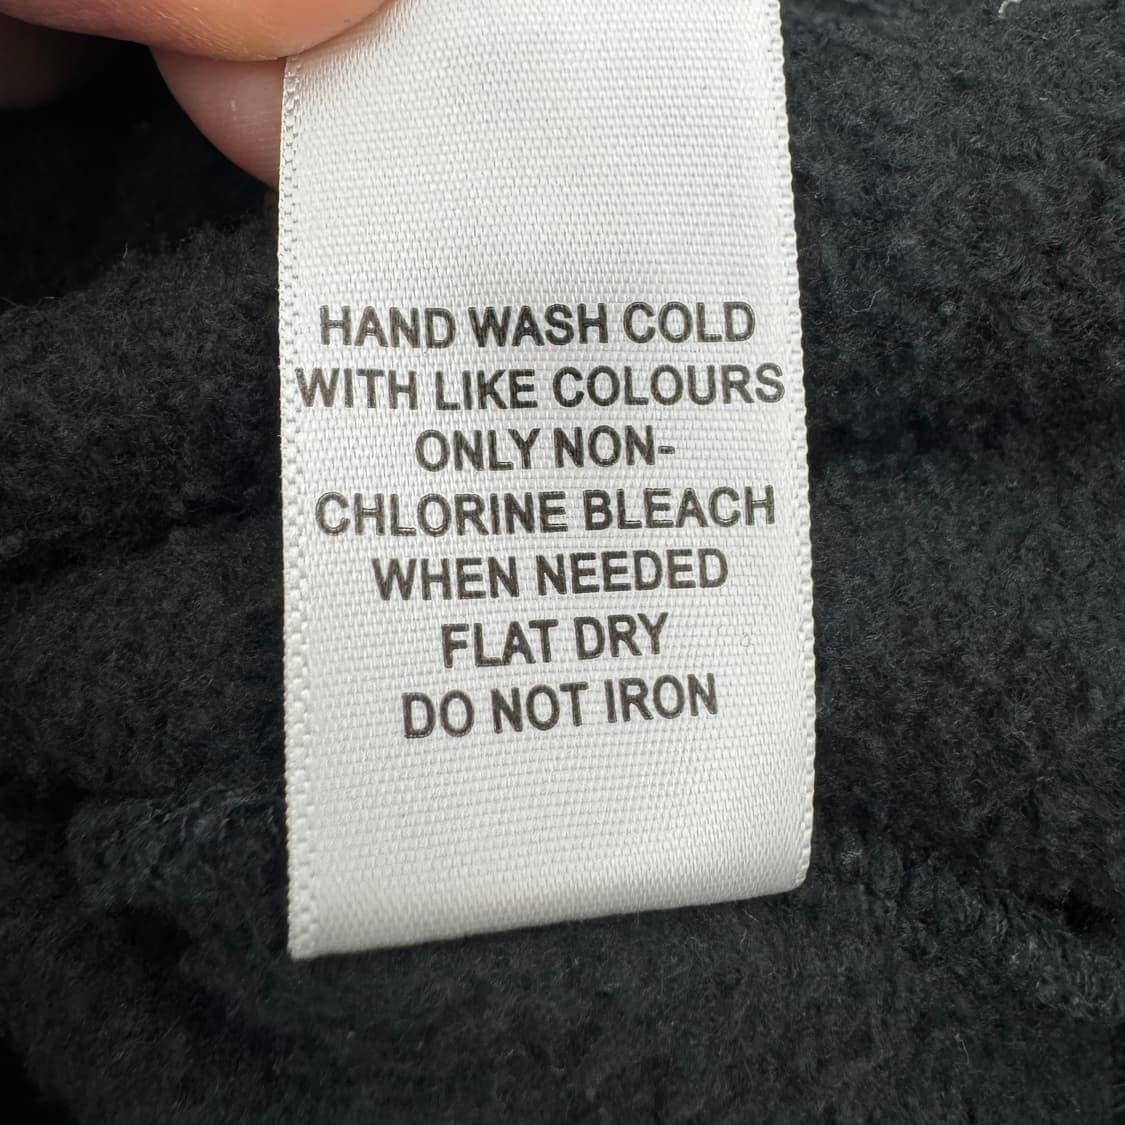 HAND WASH COLD
WITH LIKE COLOURS
ONLY NON-
CHLORINE BLEACH
WHEN NEEDED
FLAT DRY
DO NOT IRON